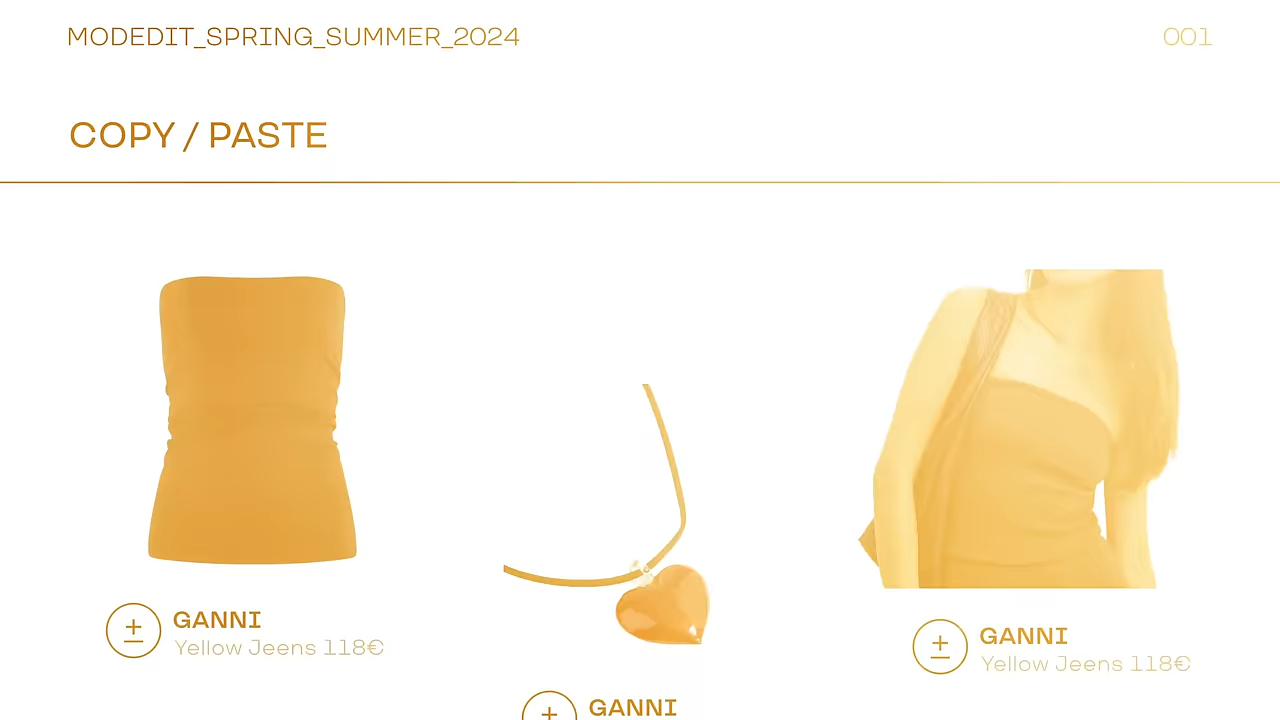 MODEDIT_SPRING_SUMMER_2024
001
COPY / PASTE
GANNI
Yellow Jeens 118€
GANNI
Yellow Jeens 118€
GANNI